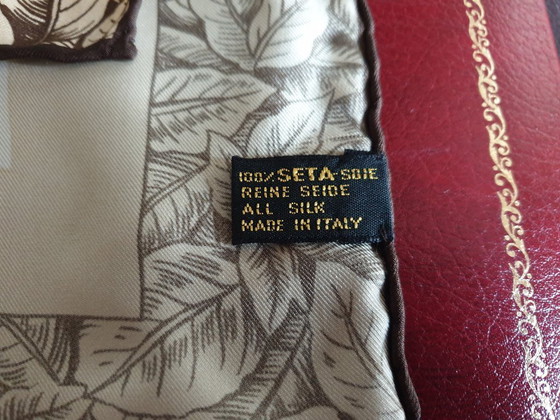 100% SETA-SOIE
REINE SEIDE
ALL SILK
MADE IN ITALY